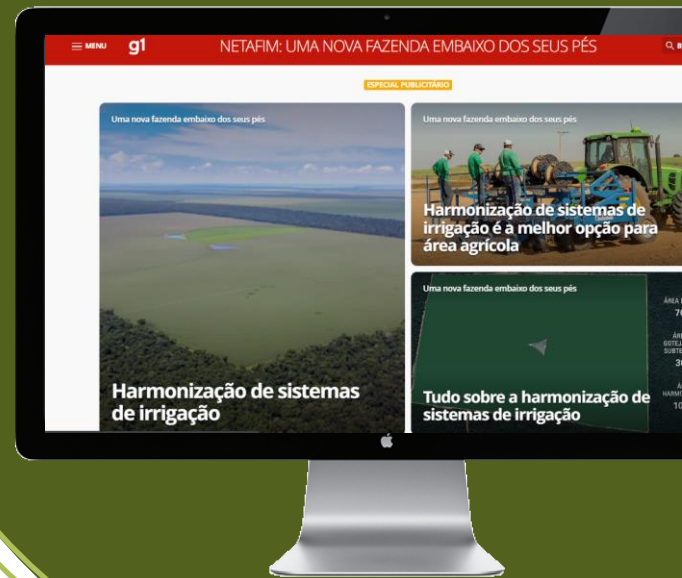 MENU
g1
NETAFIM: UMA NOVA FAZENDA EMBAIXO DOS SEUS PÉS
ESPECIAL PUBLICITÁRIO
Uma nova fazenda embaixo dos seus pés
Harmonização de sistemas
de irrigação
Uma nova fazenda embaixo dos seus pés
Harmonização de sistemas de
irrigação é a melhor opção para
área agrícola
Uma nova fazenda embaixo dos seus pés
Tudo sobre a harmonização de
sistemas de irrigação